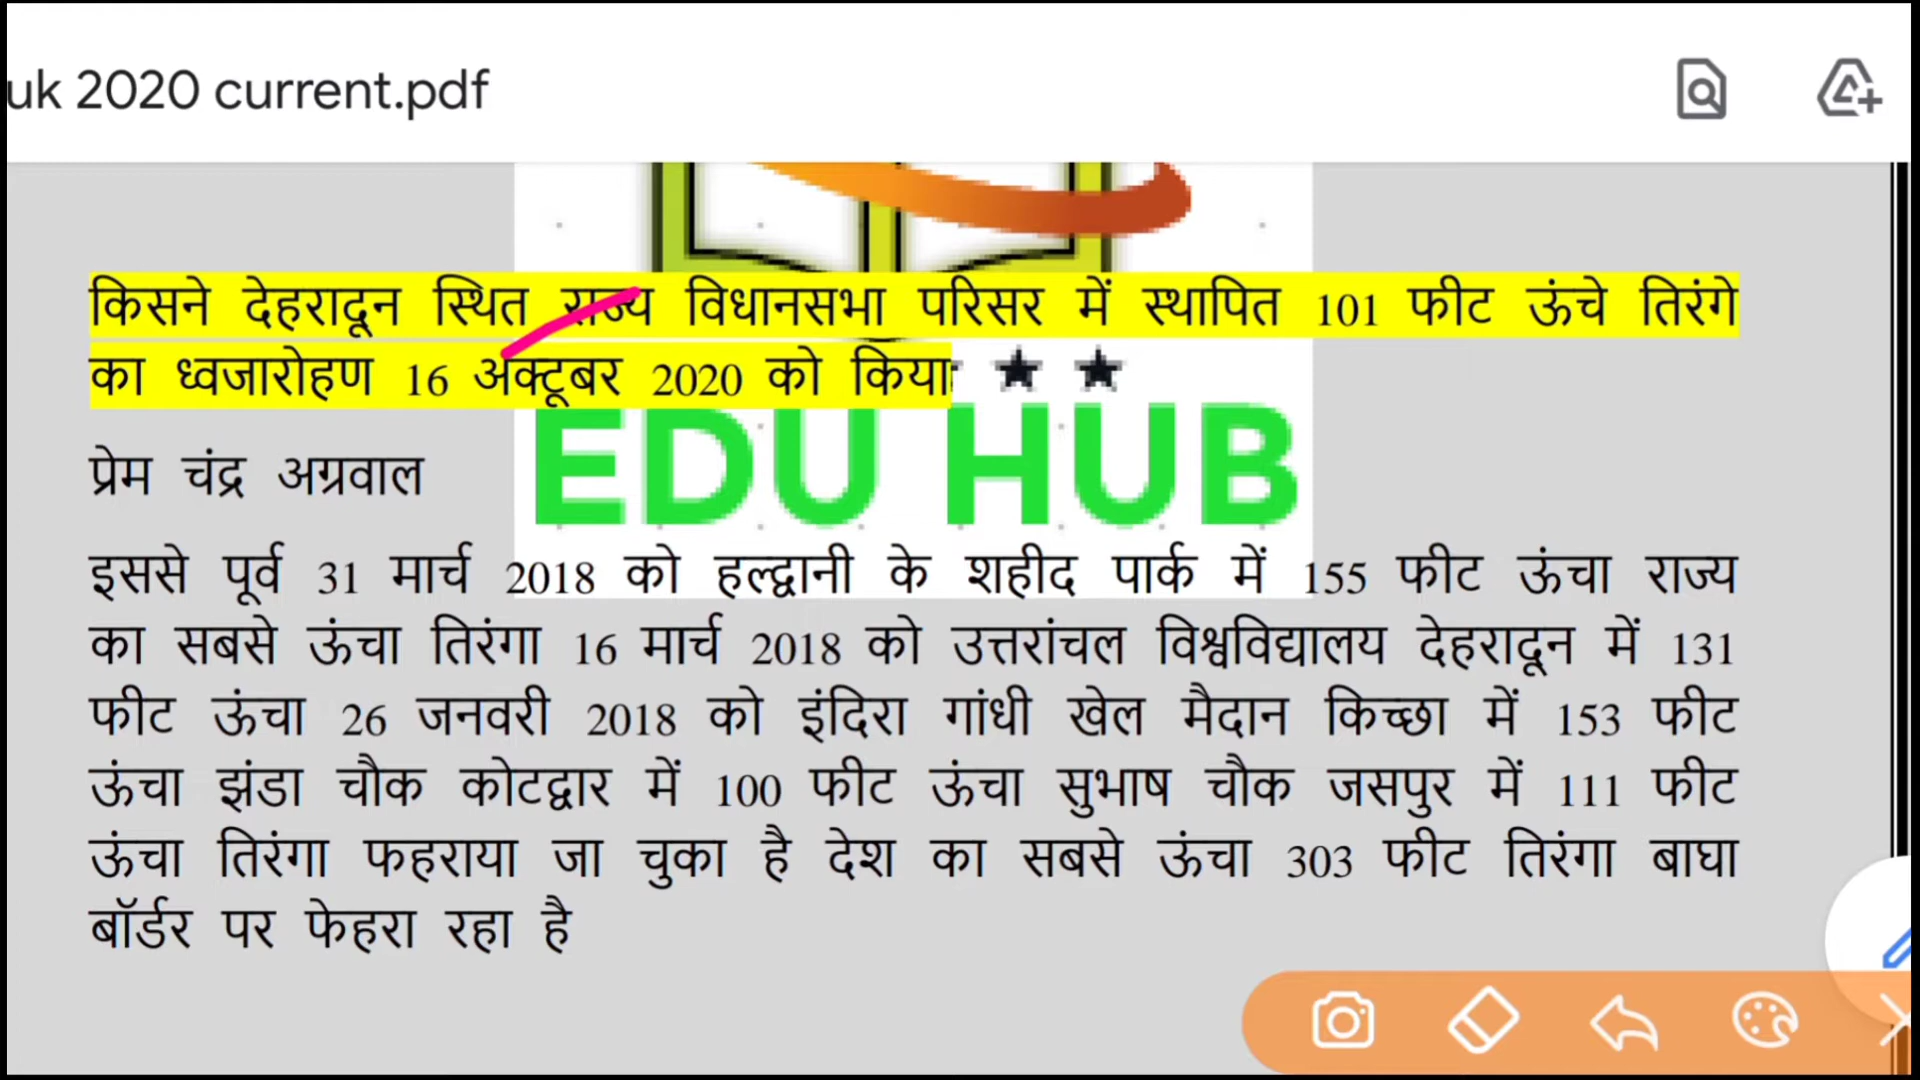 uk 2020 current.pdf
किसने देहरादून स्थित राज्य विधानसभा परिसर में स्थापित 101 फीट ऊंचे तिरंगे
का ध्वजारोहण 16 अक्टूबर 2020 को किया
EDU HUB
प्रेम चंद्र अग्रवाल
इससे पूर्व 31 मार्च 2018 को हल्द्वानी के शहीद पार्क में 155 फीट ऊंचा राज्य
का सबसे ऊंचा तिरंगा 16 मार्च 2018 को उत्तरांचल विश्वविद्यालय देहरादून में 131
फीट ऊंचा 26 जनवरी 2018 को इंदिरा गांधी खेल मैदान किच्छा में 153 फीट
ऊंचा झंडा चौक कोटद्वार में 100 फीट ऊंचा सुभाष चौक जसपुर में 111 फीट
ऊंचा तिरंगा फहराया जा चुका है देश का सबसे ऊंचा 303 फीट तिरंगा बाघा
बॉर्डर पर फेहरा रहा है